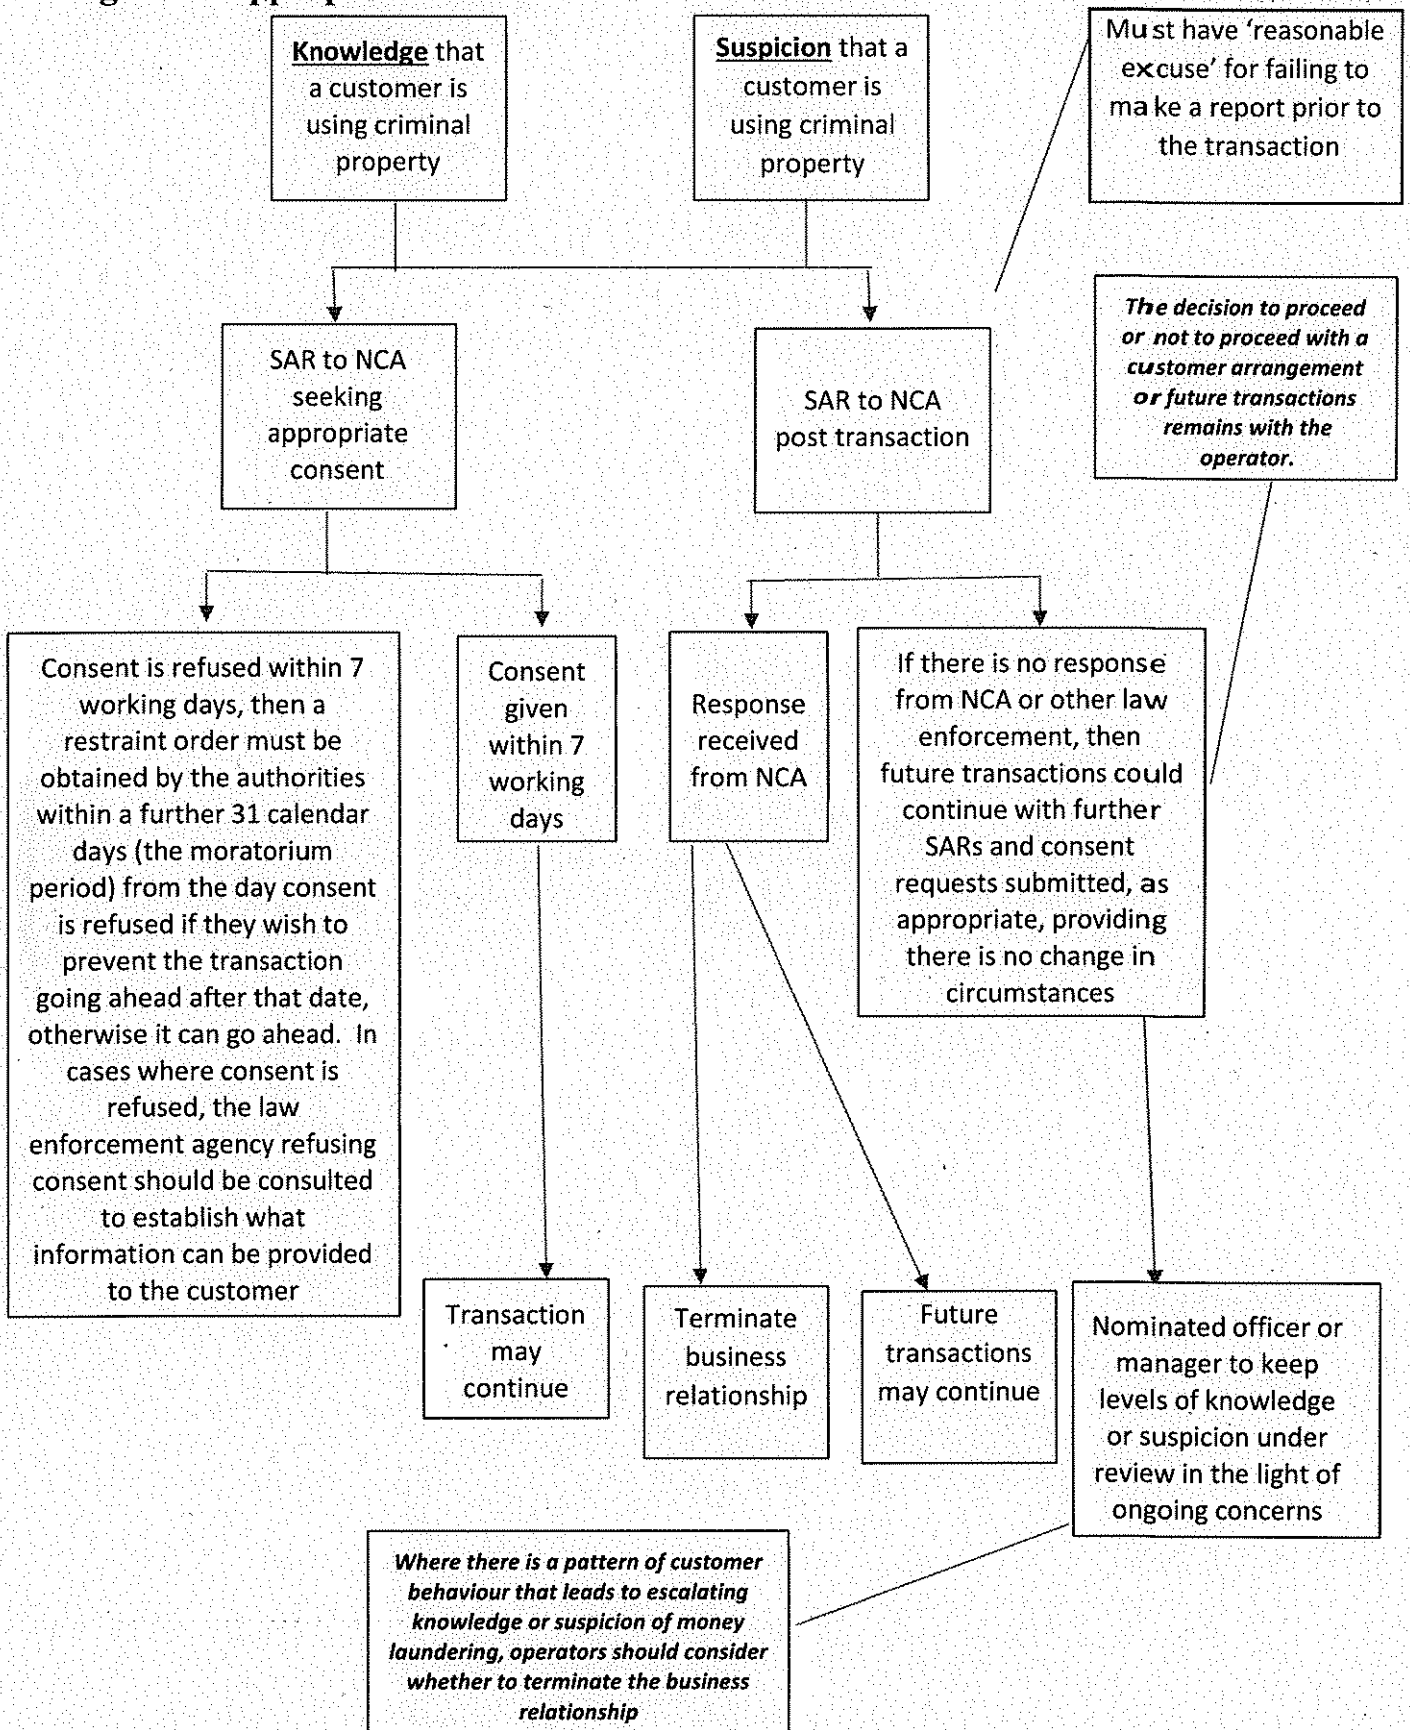 Knowledge that
a customer is
using criminal
property
Suspicion that a
customer is
using criminal
property
Must have ‘reasonable
excuse’ for failing to
make a report prior to
the transaction
SAR to NCA
seeking
appropriate
consent
SAR to NCA
post transaction
The decision to proceed
or not to proceed with a
customer arrangement
or future transactions
remains with the
operator.
Consent is refused within 7
working days, then a
restraint order must be
obtained by the authorities
within a further 31 calendar
days (the moratorium
period) from the day consent
is refused if they wish to
prevent the transaction
going ahead after that date,
otherwise it can go ahead. In
cases where consent is
refused, the law
enforcement agency refusing
consent should be consulted
to establish what
information can be provided
to the customer
Consent
given
within 7
working
days
Response
received
from NCA
If there is no response
from NCA or other law
enforcement, then
future transactions could
continue with further
SARs and consent
requests submitted, as
appropriate, providing
there is no change in
circumstances
Transaction
may
continue
Terminate
business
relationship
Future
transactions
may continue
Nominated officer or
manager to keep
levels of knowledge
or suspicion under
review in the light of
ongoing concerns
Where there is a pattern of customer
behaviour that leads to escalating
knowledge or suspicion of money
laundering, operators should consider
whether to terminate the business
relationship